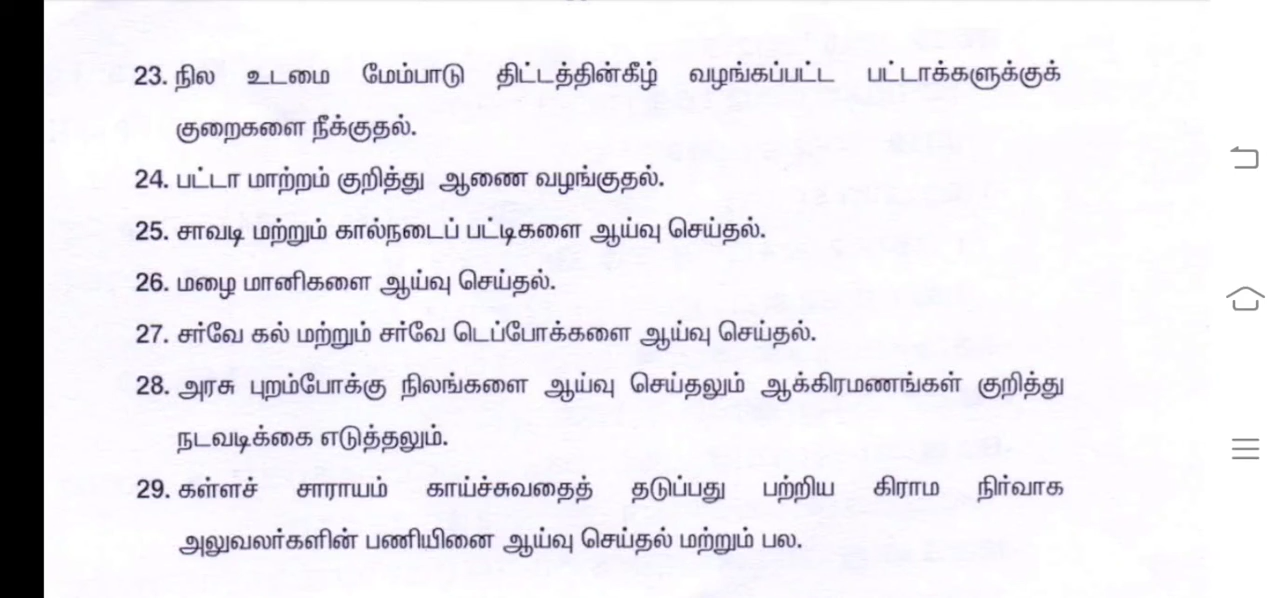 23. நில உடமை மேம்பாடு திட்டத்தின்கீழ் வழங்கப்பட்ட பட்டாக்களுக்குக்
குறைகளை நீக்குதல்.
24. பட்டா மாற்றம் குறித்து ஆணை வழங்குதல்.
25. சாவடி மற்றும் கால்நடைப் பட்டிகளை ஆய்வு செய்தல்.
26. மழை மானிகளை ஆய்வு செய்தல்.
27. சர்வே கல் மற்றும் சர்வே டெப்போக்களை ஆய்வு செய்தல்.
28. அரசு புறம்போக்கு நிலங்களை ஆய்வு செய்தலும் ஆக்கிரமணங்கள் குறித்து
நடவடிக்கை எடுத்தலும்.
29. கள்ளச் சாராயம் காய்ச்சுவதைத் தடுப்பது பற்றிய கிராம நிர்வாக
அலுவலர்களின் பணியினை ஆய்வு செய்தல் மற்றும் பல.